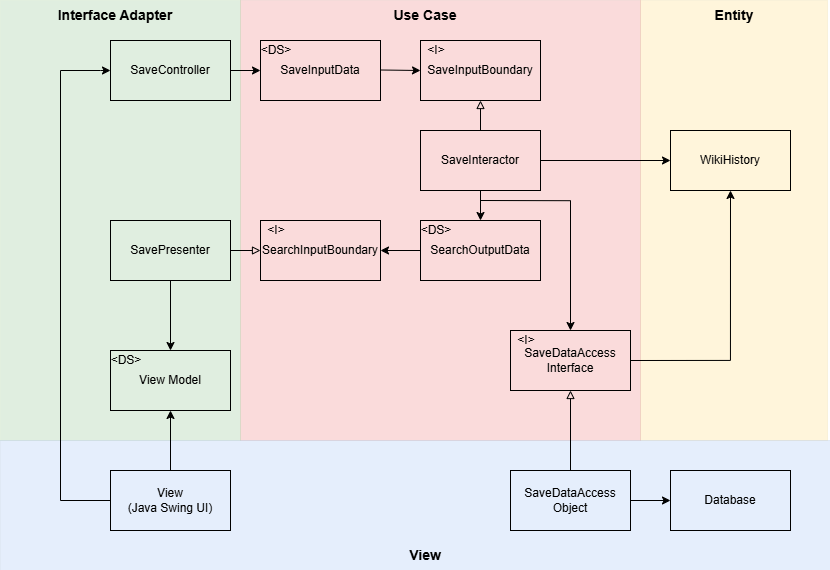 Interface Adapter
Use Case
Entity
SaveController
<DS>
SaveInputData
<I>
SaveInputBoundary
SaveInteractor
WikiHistory
SavePresenter
<I>
SearchInputBoundary
<DS>
SearchOutputData
<DS>
View Model
<I>
SaveDataAccess
Interface
View
(Java Swing UI)
SaveDataAccess
Object
Database
View